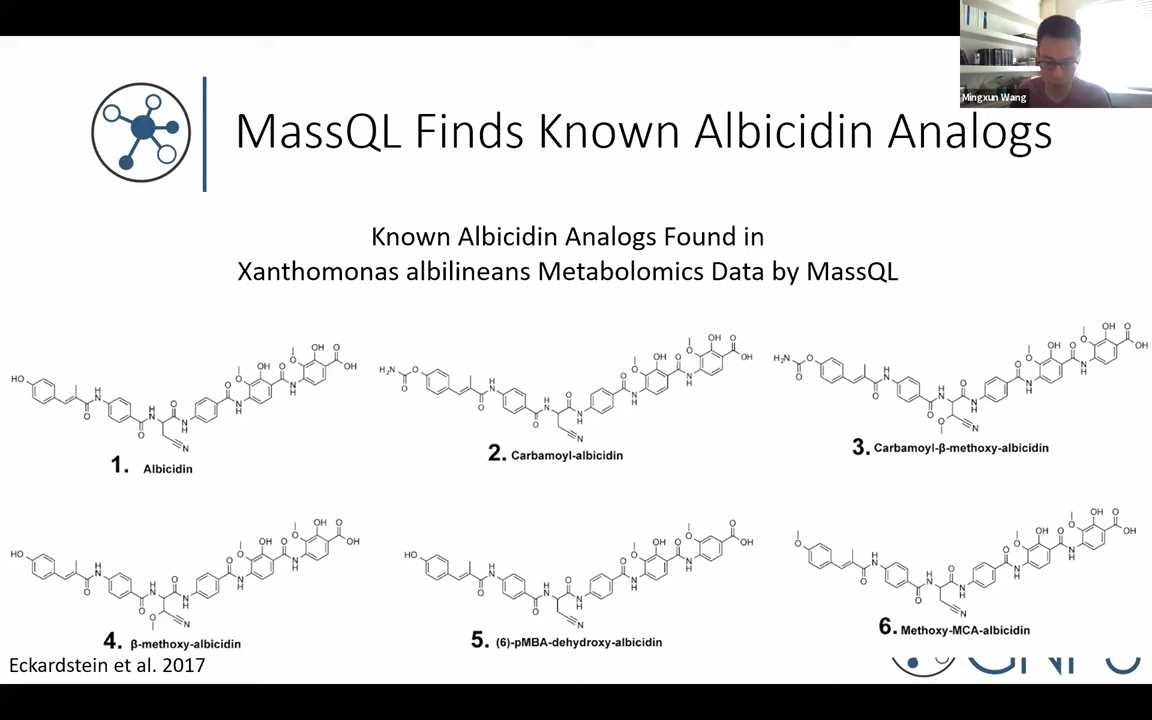 Mingxun Wang
MassQL Finds Known Albicidin Analogs
Known Albicidin Analogs Found in
Xanthomonas albilineans Metabolomics Data by MassQL
1. Albicidin
2. Carbamoyl-albicidin
3. Carbamoyl-β-methoxy-albicidin
4. β-methoxy-albicidin
5. (6)-pMBA-dehydroxy-albicidin
6. Methoxy-MCA-albicidin
Eckardstein et al. 2017